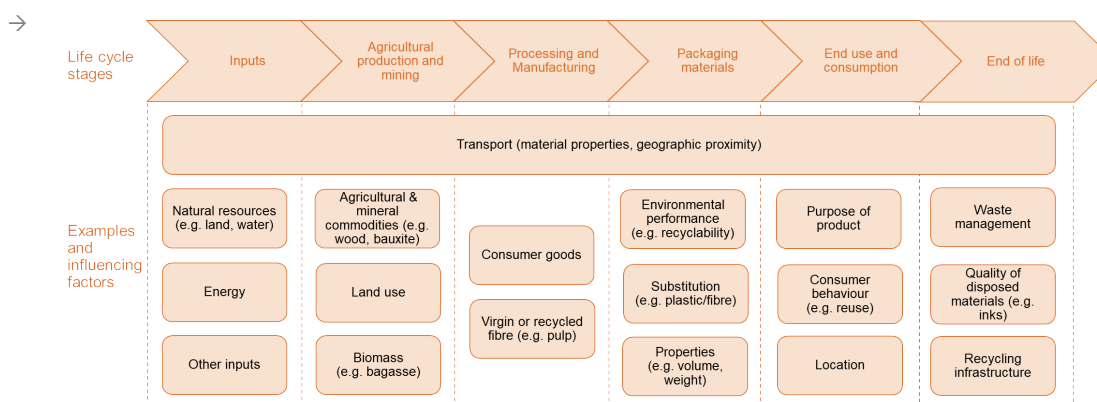 Life cycle
stages
Inputs
Agricultural
production and
mining
Processing and
Manufacturing
Packaging
materials
End use and
consumption
End of life
Transport (material properties, geographic proximity)
Examples
and
influencing
factors
Natural resources
(e.g. land, water)
Energy
Other inputs
Agricultural &
mineral
commodities (e.g.
wood, bauxite)
Land use
Biomass
(e.g. bagasse)
Consumer goods
Virgin or recycled
fibre (e.g. pulp)
Environmental
performance
(e.g. recyclability)
Substitution
(e.g. plastic/fibre)
Properties
(e.g. volume,
weight)
Purpose of
product
Consumer
behaviour
(e.g. reuse)
Location
Waste
management
Quality of
disposed
materials (e.g.
inks)
Recycling
infrastructure